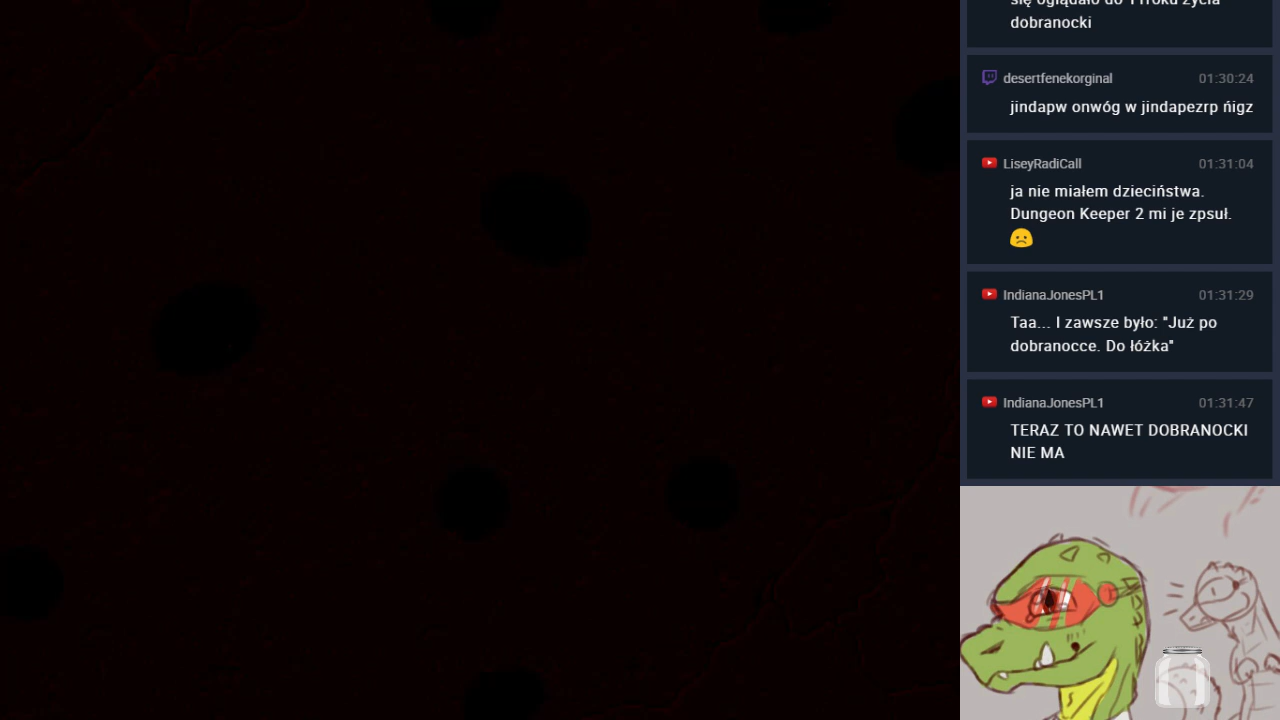 dobranocki
desertfenekorginal 01:30:24
jindapw onwóg w jindapezrp ńigz
LiseyRadiCall 01:31:04
ja nie miałem dzieciństwa.
Dungeon Keeper 2 mi je zpsuł.
IndianaJonesPL1 01:31:29
Taa... I zawsze było: "Już po
dobranocce. Do łóżka"
IndianaJonesPL1 01:31:47
TERAZ TO NAWET DOBRANOCKI
NIE MA